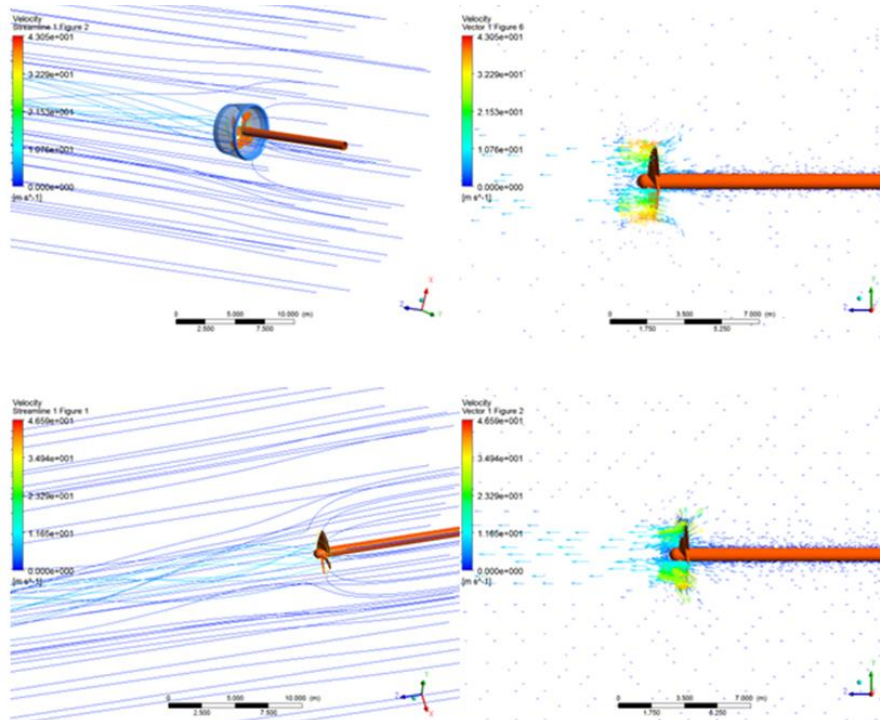 Velocity
Streamline 1 Figure 2
4.305e+001
3.229e+001
2.153e+001
1.076e+001
0.000e+000
[m s^-1]
0 5.000 10.000 (m)
2.500 7.500
X
Y
Z
Velocity
Vector 1 Figure 6
4.305e+001
3.229e+001
2.153e+001
1.076e+001
0.000e+000
[m s^-1]
0 3.500 7.000 (m)
1.750 5.250
Y
Z
Velocity
Streamline 1 Figure 1
4.659e+001
3.494e+001
2.329e+001
1.165e+001
0.000e+000
[m s^-1]
0 5.000 10.000 (m)
2.500 7.500
Y
Z
X
Velocity
Vector 1 Figure 2
4.659e+001
3.494e+001
2.329e+001
1.165e+001
0.000e+000
[m s^-1]
0 3.500 7.000 (m)
1.750 5.250
Y
Z